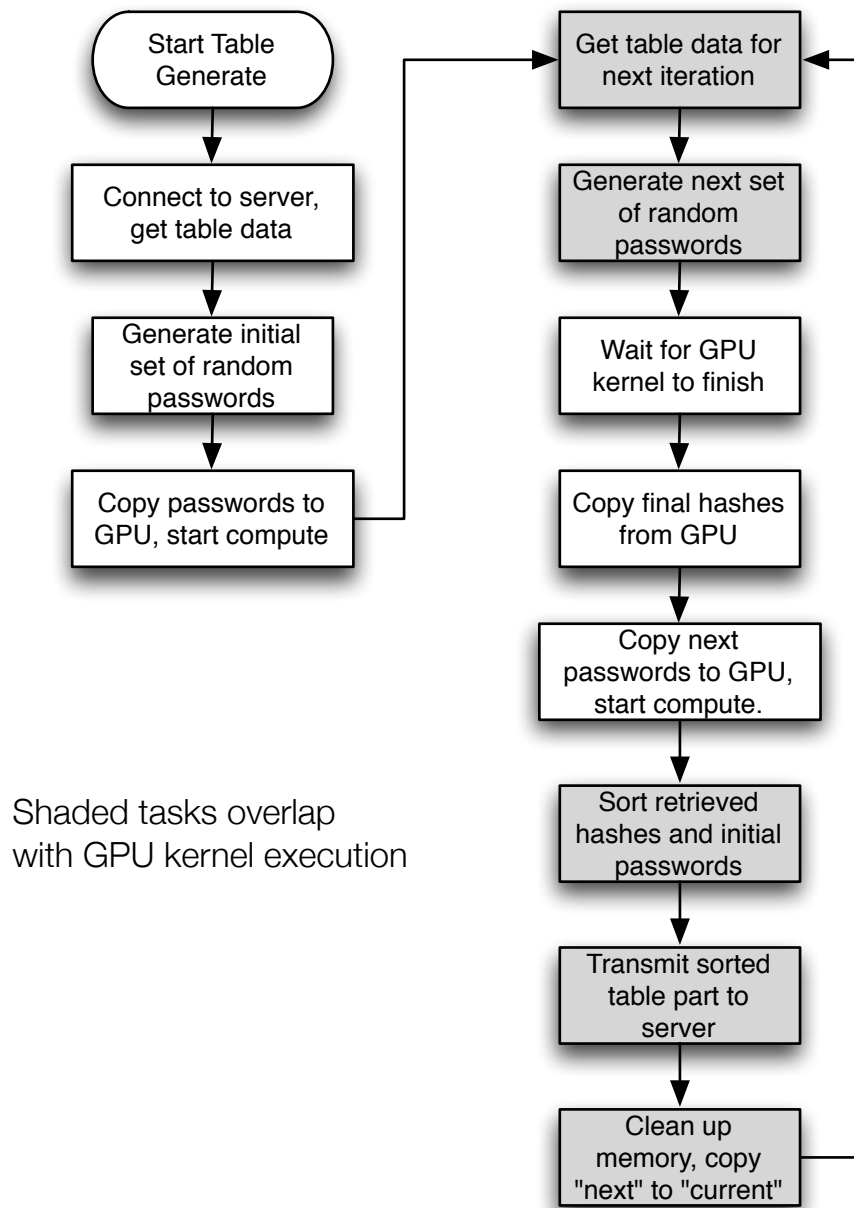 Start Table
Generate
Connect to server,
get table data
Generate initial
set of random
passwords
Copy passwords to
GPU, start compute
Get table data for
next iteration
Generate next set
of random
passwords
Wait for GPU
kernel to finish
Copy final hashes
from GPU
Copy next
passwords to GPU,
start compute.
Sort retrieved
hashes and initial
passwords
Transmit sorted
table part to
server
Clean up
memory, copy
"next" to "current"
Shaded tasks overlap
with GPU kernel execution